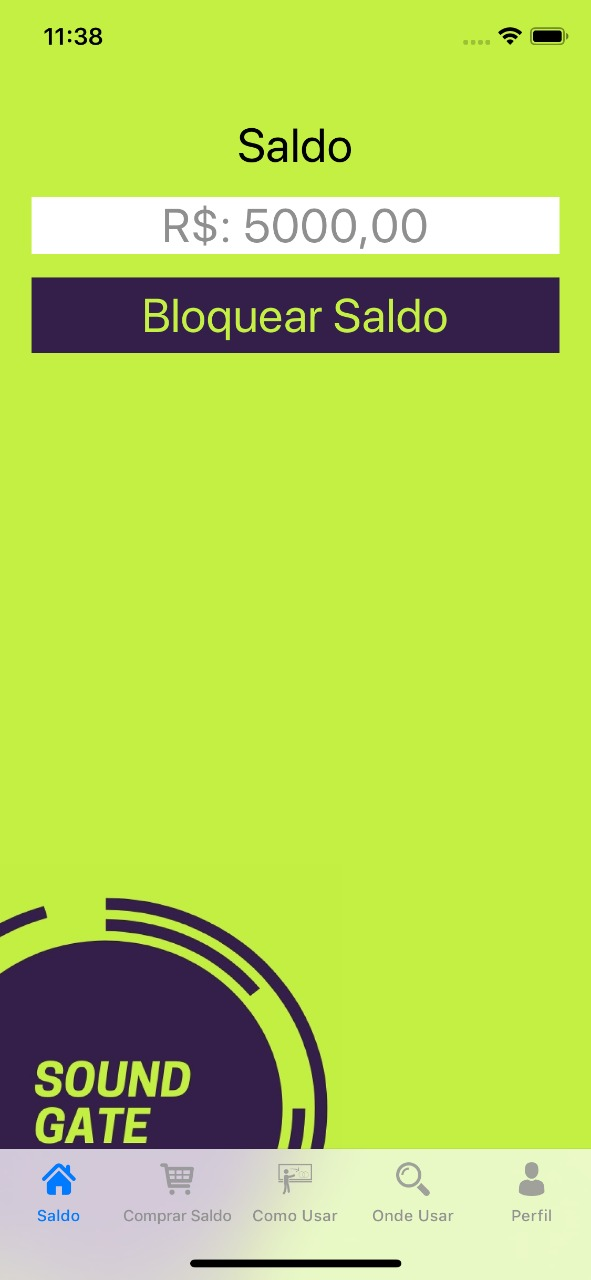 11:38
Saldo
R$: 5000,00
Bloquear Saldo
SOUND
GATE
Saldo
Comprar Saldo
Como Usar
Onde Usar
Perfil